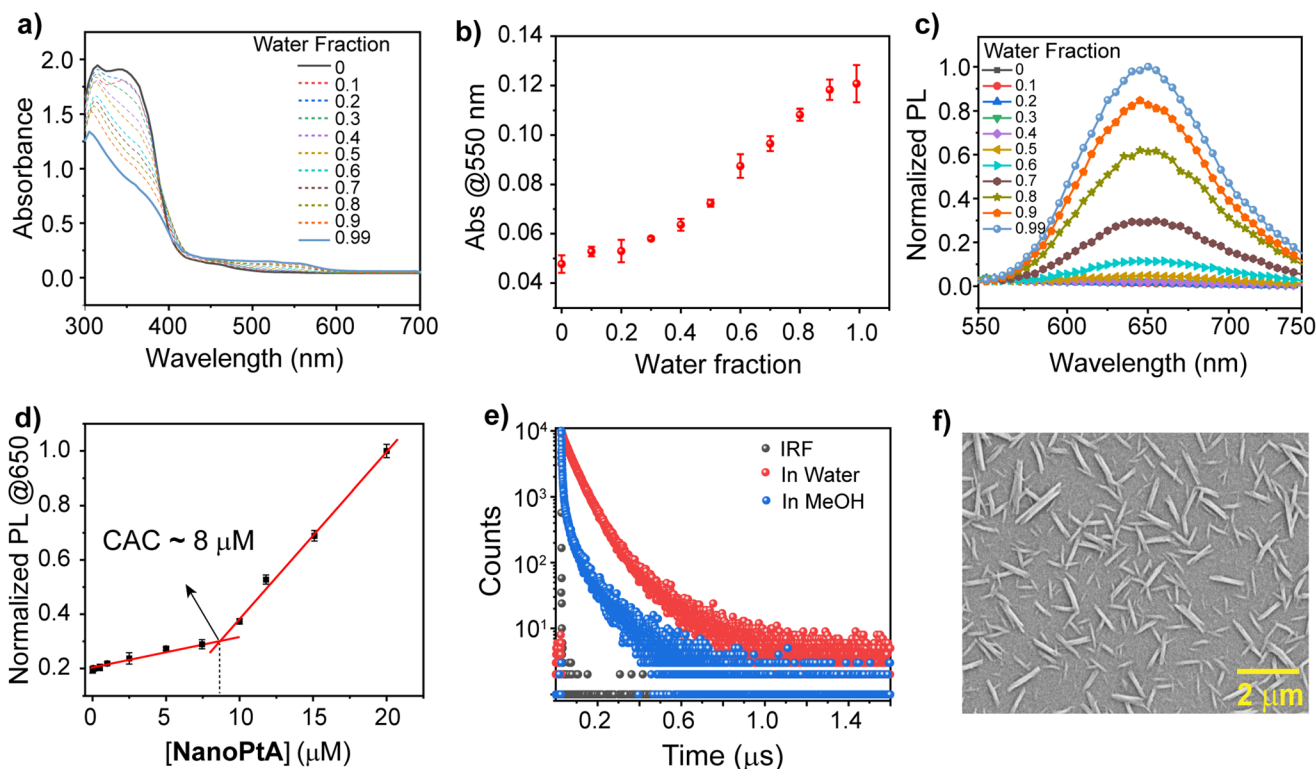 a)
Water Fraction
0
0.1
0.2
0.3
0.4
0.5
0.6
0.7
0.8
0.9
0.99
2.0
1.5
1.0
0.5
0.0
Absorbance
300 400 500 600 700
Wavelength (nm)
b)
0.14
0.12
0.10
0.08
0.06
0.04
Abs @550 nm
0 0.2 0.4 0.6 0.8 1.0
Water fraction
c)
Water Fraction
0
0.1
0.2
0.3
0.4
0.5
0.6
0.7
0.8
0.9
0.99
1.0
0.8
0.6
0.4
0.2
0.0
Normalized PL
550 600 650 700 750
Wavelength (nm)
d)
1.0
0.8
0.6
0.4
0.2
Normalized PL @650
CAC ~ 8 μM
0 5 10 15 20
[NanoPtA] (μM)
e)
10⁴
10³
10²
10¹
Counts
IRF
In Water
In MeOH
0.2 0.6 1.0 1.4
Time (μs)
f)
2 μm